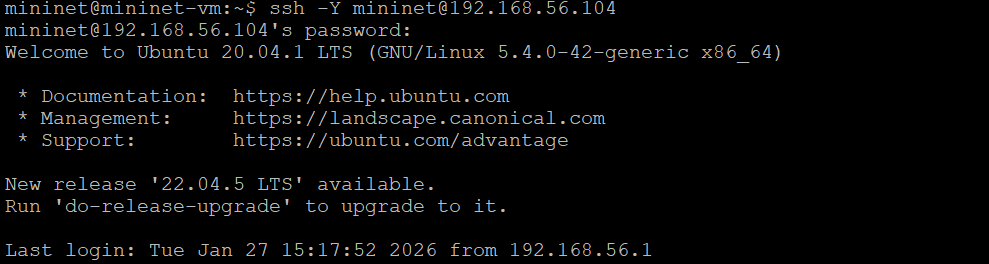 mininet@mininet-vm:~$ ssh -Y mininet@192.168.56.104
mininet@192.168.56.104's password:
Welcome to Ubuntu 20.04.1 LTS (GNU/Linux 5.4.0-42-generic x86_64)

 * Documentation:  https://help.ubuntu.com
 * Management:     https://landscape.canonical.com
 * Support:        https://ubuntu.com/advantage

New release '22.04.5 LTS' available.
Run 'do-release-upgrade' to upgrade to it.

Last login: Tue Jan 27 15:17:52 2026 from 192.168.56.1